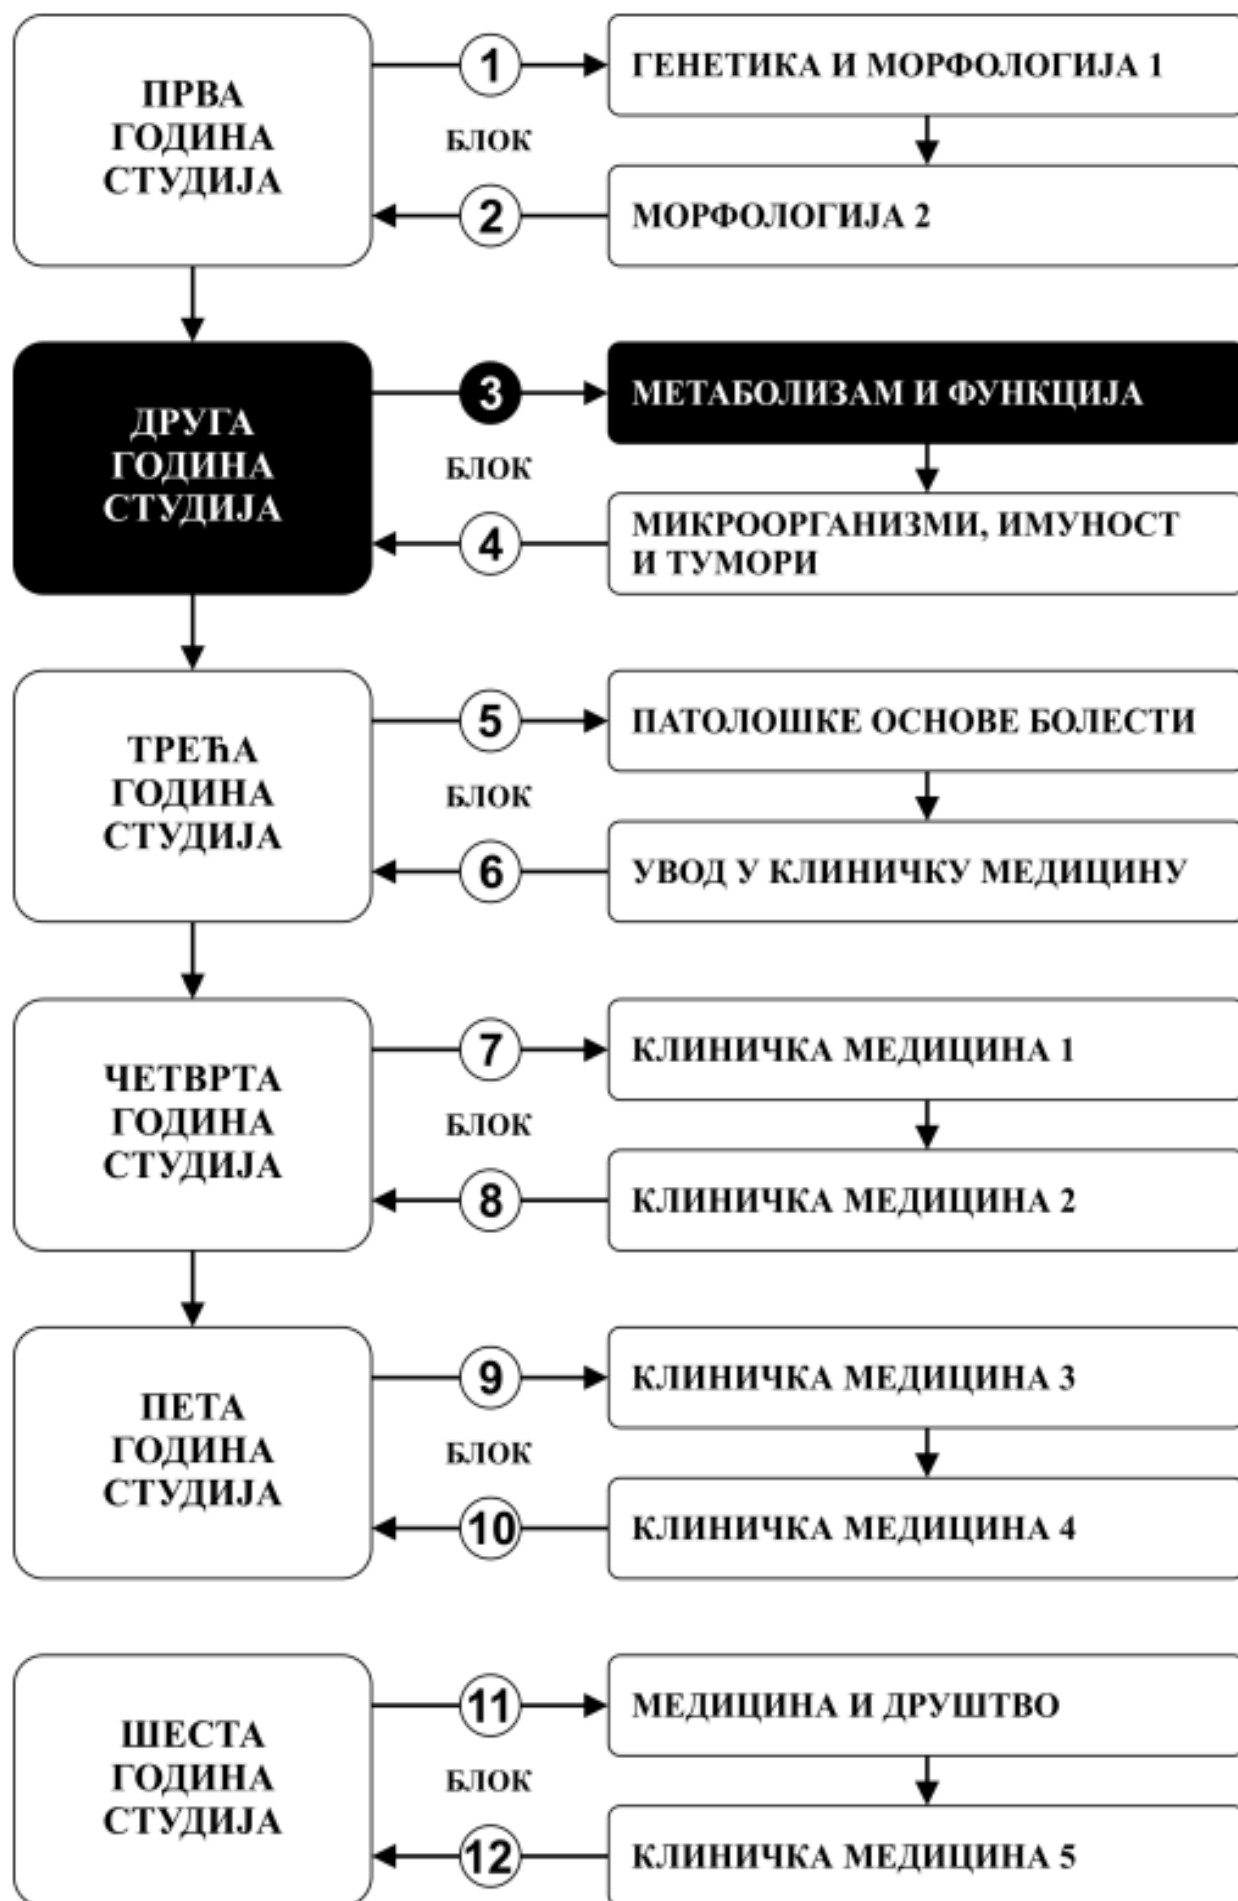 ПРВА
ГОДИНА
СТУДИЈА
1
ГЕНЕТИКА И МОРФОЛОГИЈА 1
БЛОК
2
МОРФОЛОГИЈА 2
ДРУГА
ГОДИНА
СТУДИЈА
3
МЕТАБОЛИЗАМ И ФУНКЦИЈА
БЛОК
4
МИКРООРГАНИЗМИ, ИМУНОСТ
И ТУМОРИ
ТРЕЋА
ГОДИНА
СТУДИЈА
5
ПАТОЛОШКЕ ОСНОВЕ БОЛЕСТИ
БЛОК
6
УВОД У КЛИНИЧКУ МЕДИЦИНУ
ЧЕТВРТА
ГОДИНА
СТУДИЈА
7
КЛИНИЧКА МЕДИЦИНА 1
БЛОК
8
КЛИНИЧКА МЕДИЦИНА 2
ПЕТА
ГОДИНА
СТУДИЈА
9
КЛИНИЧКА МЕДИЦИНА 3
БЛОК
10
КЛИНИЧКА МЕДИЦИНА 4
ШЕСТА
ГОДИНА
СТУДИЈА
11
МЕДИЦИНА И ДРУШТВО
БЛОК
12
КЛИНИЧКА МЕДИЦИНА 5